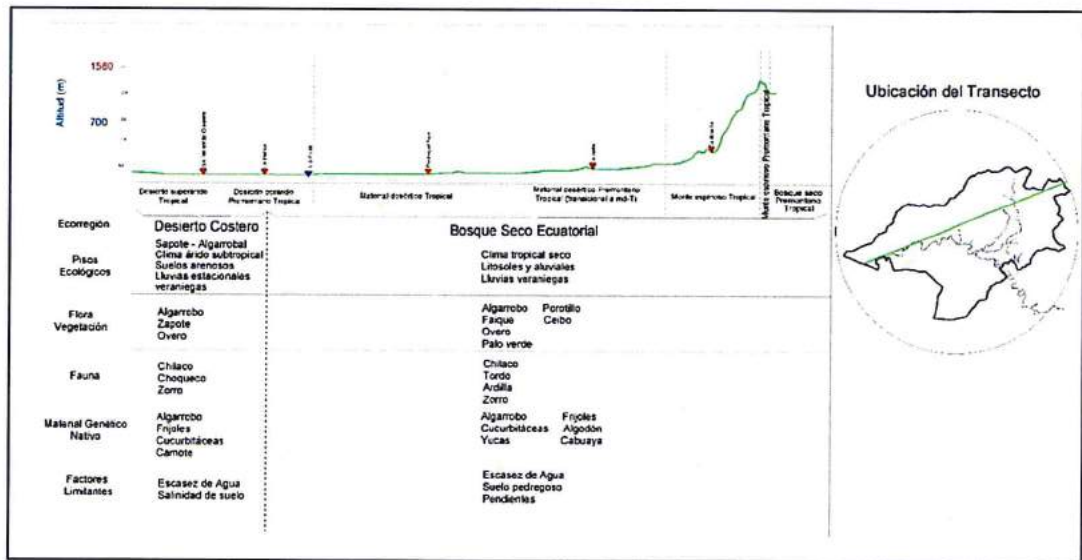 Altitud (m)
1580
700
Desierto superarido
Tropical
Desierto perarido
Premontano Tropical
Matorral desértico Tropical
Matorral desértico Premontano
Tropical (transicional a md-T)
Monte espinoso Tropical
Monte espinoso Premontano Tropical
Bosque seco
Premontano
Tropical
Ubicación del Transecto
Ecorregión
Desierto Costero
Bosque Seco Ecuatorial
Pisos
Ecológicos
Sapote - Algarrobal
Clima árido subtropical
Suelos arenosos
Lluvias estacionales
veraniegas
Clima tropical seco
Litosoles y aluviales
Lluvias veraniegas
Flora
Vegetación
Algarrobo
Zapote
Overo
Algarrobo Porotillo
Faique Ceibo
Overo
Palo verde
Fauna
Chilaco
Choqueco
Zorro
Chilaco
Tordo
Ardilla
Zorro
Material Genético
Nativo
Algarrobo
Frijoles
Cucurbitáceas
Camote
Algarrobo Frijoles
Cucurbitáceas Algodón
Yucas Cabuaya
Factores
Limitantes
Escasez de Agua
Salinidad de suelo
Escasez de Agua
Suelo pedregoso
Pendientes